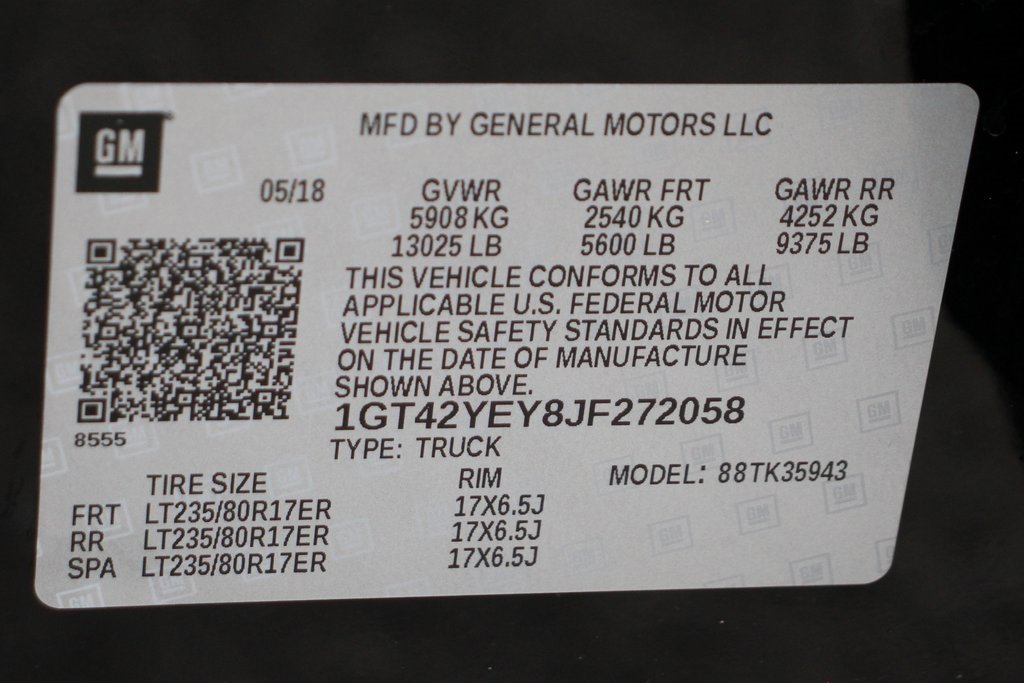 GM
MFD BY GENERAL MOTORS LLC
05/18 GVWR GAWR FRT GAWR RR
5908 KG 2540 KG 4252 KG
13025 LB 5600 LB 9375 LB
THIS VEHICLE CONFORMS TO ALL
APPLICABLE U.S. FEDERAL MOTOR
VEHICLE SAFETY STANDARDS IN EFFECT
ON THE DATE OF MANUFACTURE
SHOWN ABOVE.
1GT42YEY8JF272058
8555
TYPE: TRUCK
MODEL: 88TK35943
TIRE SIZE RIM
FRT LT235/80R17ER 17X6.5J
RR LT235/80R17ER 17X6.5J
SPA LT235/80R17ER 17X6.5J